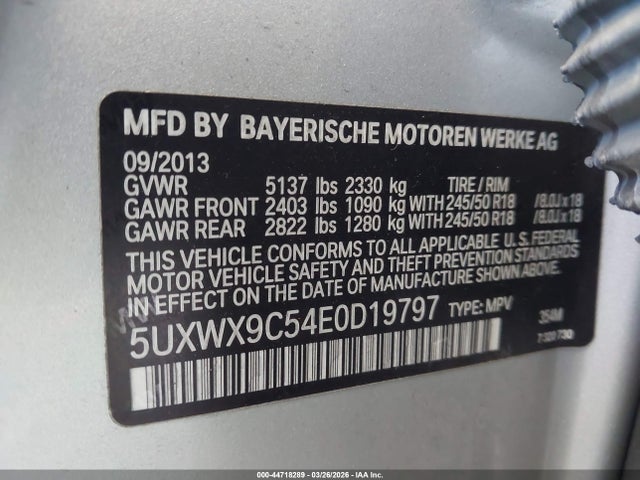 MFD BY BAYERISCHE MOTOREN WERKE AG
09/2013
GVWR 5137 lbs 2330 kg TIRE / RIM
GAWR FRONT 2403 lbs 1090 kg WITH 245/50 R18 /8.0J x 18
GAWR REAR 2822 lbs 1280 kg WITH 245/50 R18 /8.0J x 18
THIS VEHICLE CONFORMS TO ALL APPLICABLE U. S. FEDERAL
MOTOR VEHICLE SAFETY AND THEFT PREVENTION STANDARDS
IN EFFECT ON THE DATE OF MANUFACTURE SHOWN ABOVE.
5UXWX9C54E0D19797 TYPE: MPV 354M
000-44718289 | 03/26/2026 | IAAI.com